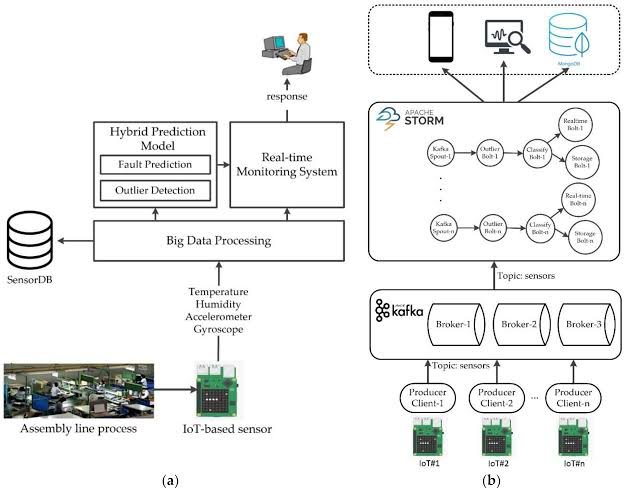 response
Hybrid Prediction
Model
Fault Prediction
Outlier Detection
Real-time
Monitoring System
Big Data Processing
SensorDB
Temperature
Humidity
Accelerometer
Gyroscope
Assembly line process
IoT-based sensor
(a)
MongoDB
APACHE
STORM
Kafka
Spout-1
Outlier
Bolt-1
Classify
Bolt-1
Realtime
Bolt-1
Storage
Bolt-1
Kafka
Spout-n
Outlier
Bolt-n
Classify
Bolt-n
Real-time
Bolt-n
Storage
Bolt-n
Topic: sensors
kafka
Broker-1
Broker-2
Broker-3
Topic: sensors
Producer
Client-1
Producer
Client-2
...
Producer
Client-n
IoT#1
IoT#2
IoT#n
(b)